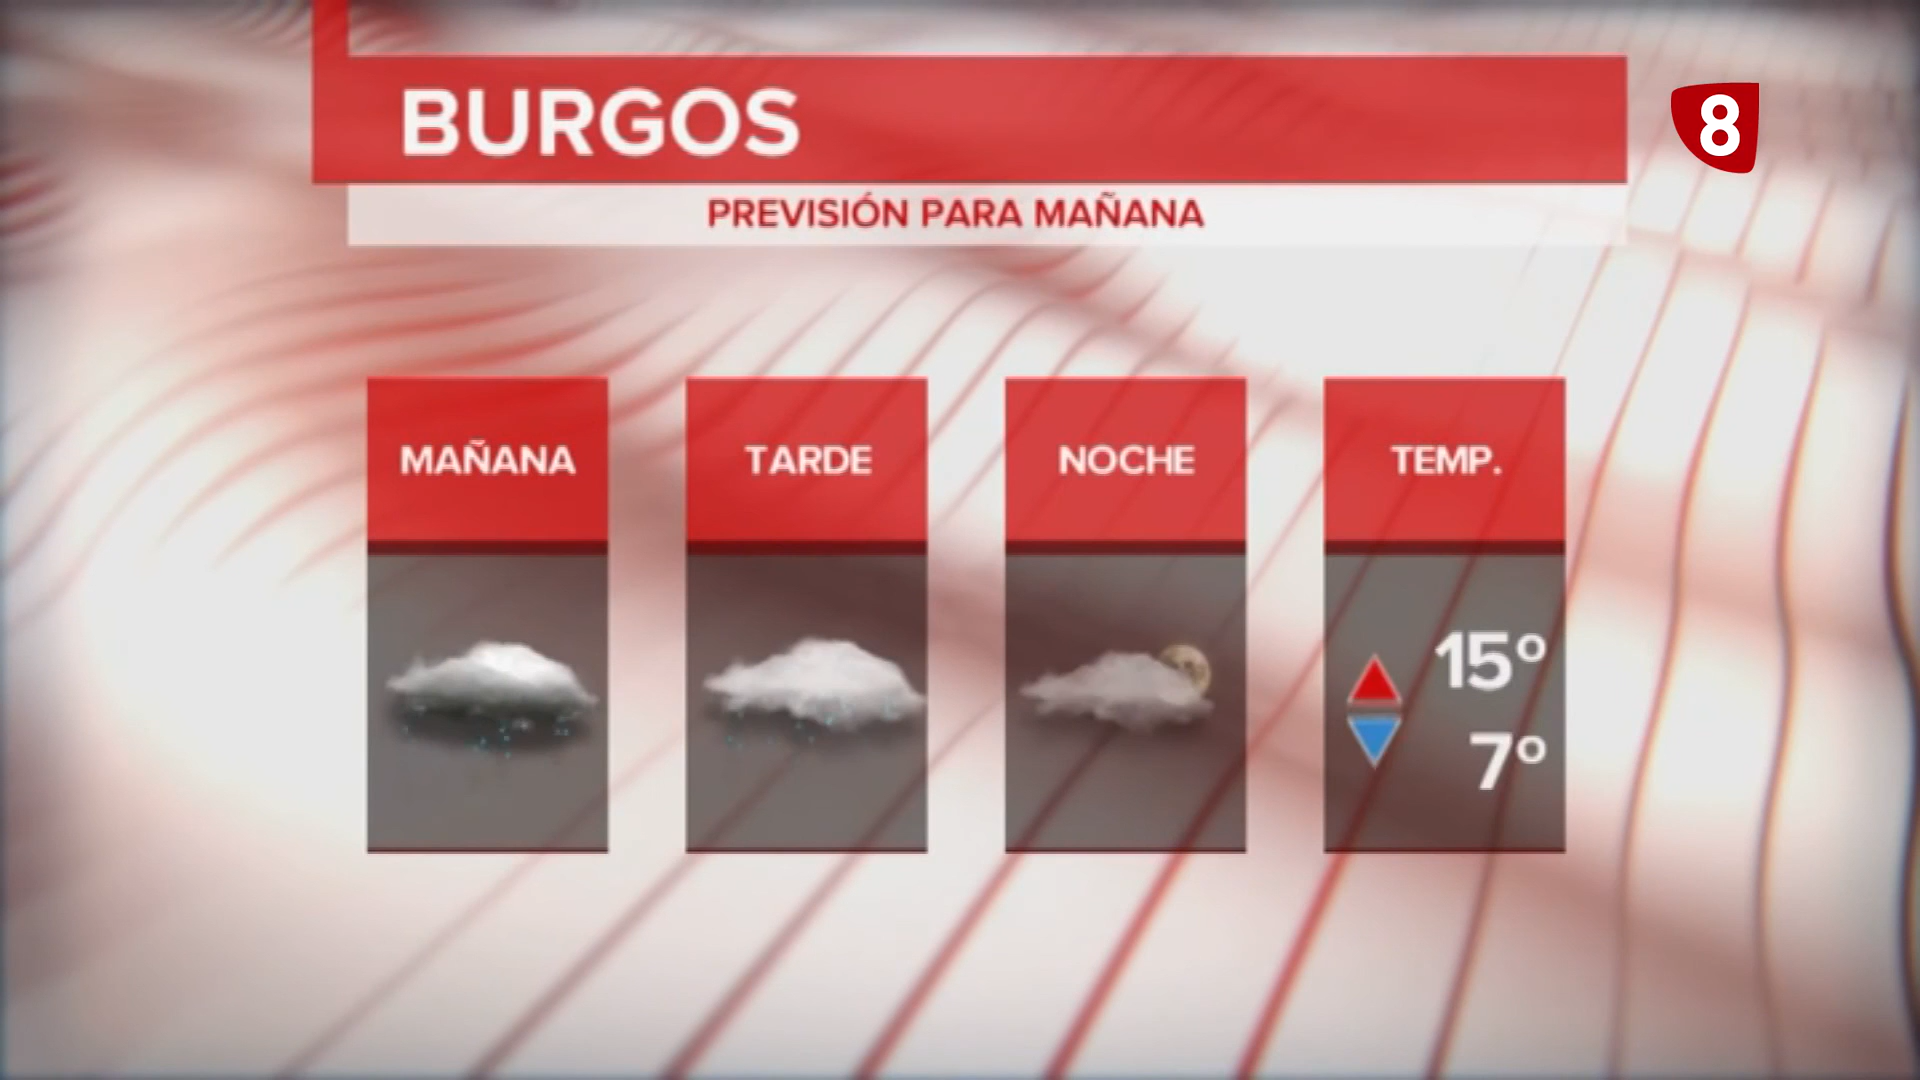 BURGOS
8
PREVISIÓN PARA MAÑANA
MAÑANA
TARDE
NOCHE
TEMP.
15º
7º